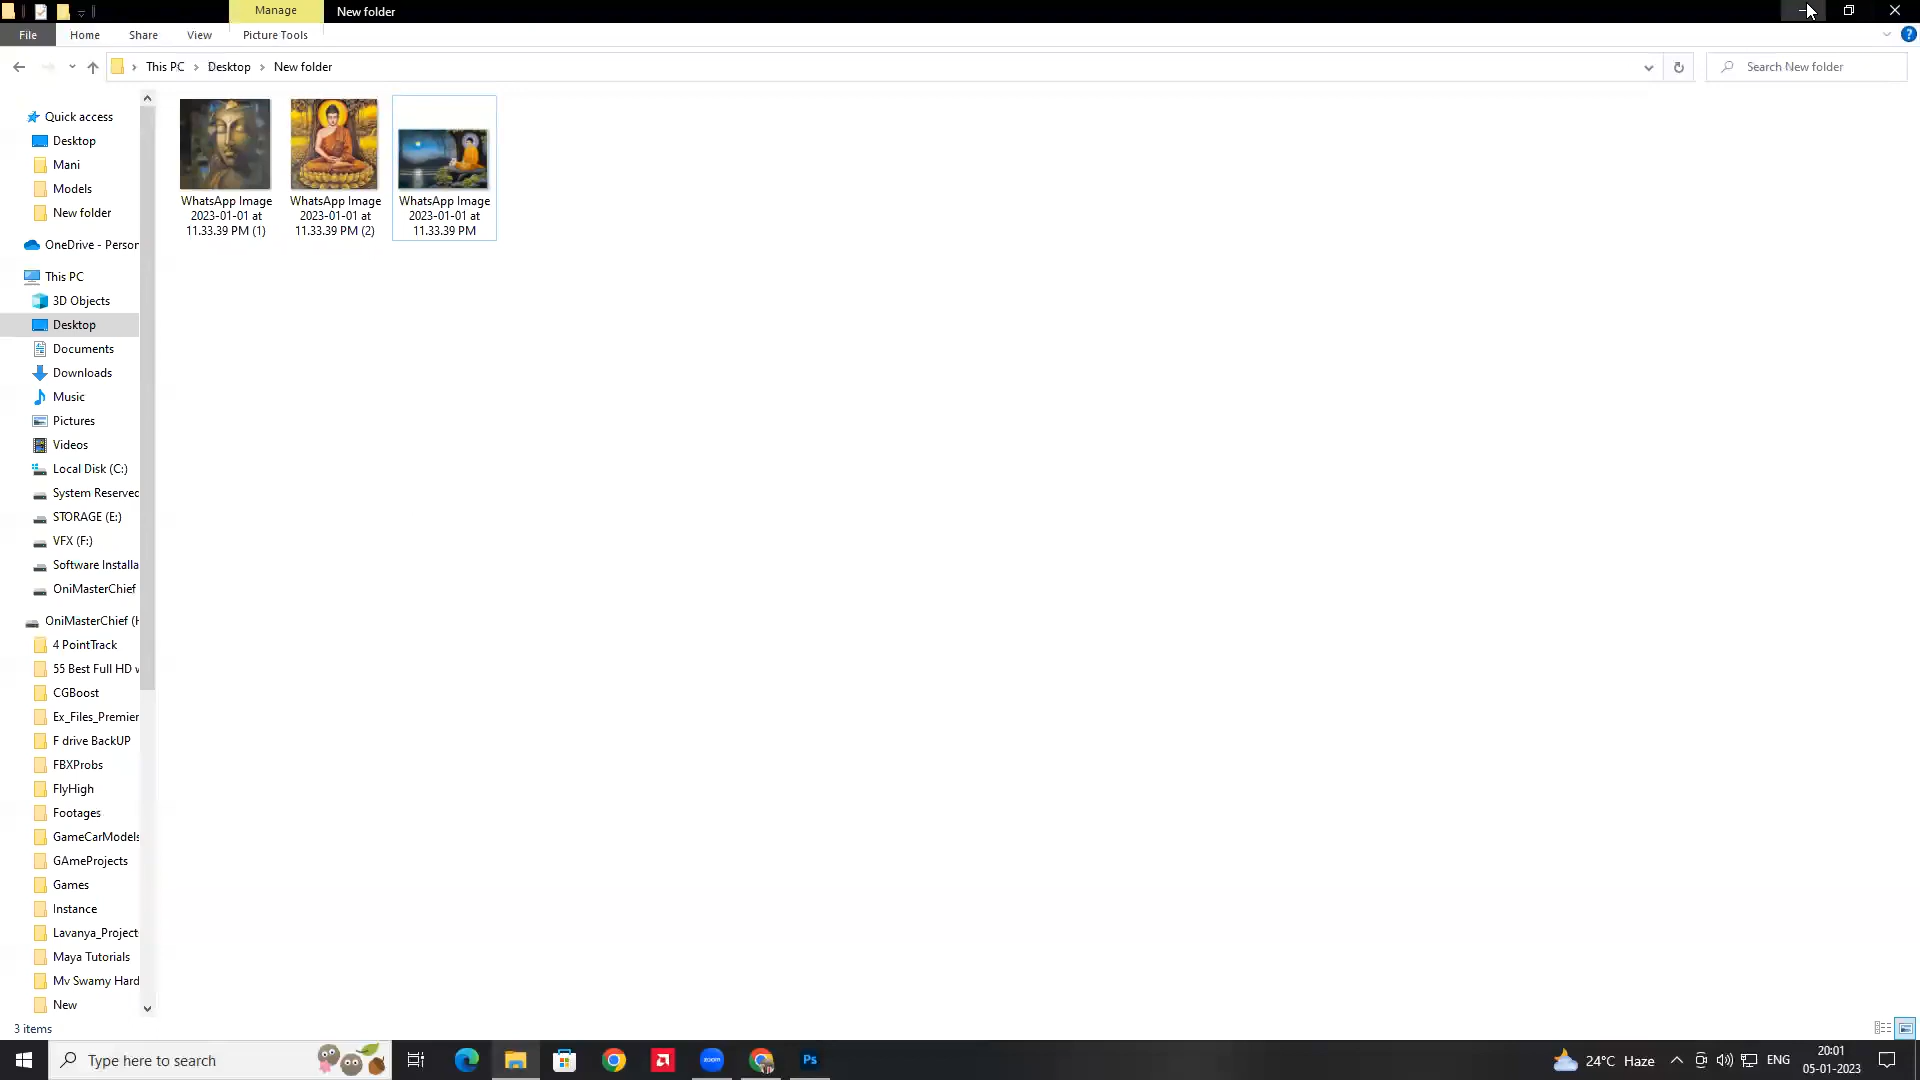 Manage
New folder
File
Home
Share
View
Picture Tools
This PC
Desktop
New folder
Search New folder
Quick access
Desktop
Mani
Models
New folder
OneDrive - Person
This PC
3D Objects
Desktop
Documents
Downloads
Music
Pictures
Videos
Local Disk (C:)
System Reserved
STORAGE (E:)
VFX (F:)
Software Installa
OniMasterChief
OniMasterChief (H
4 PointTrack
55 Best Full HD w
CGBoost
Ex_Files_Premier
F drive BackUP
FBXProbs
FlyHigh
Footages
GameCarModels
GAmeProjects
Games
Instance
Lavanya_Project
Maya Tutorials
Mv Swamy Hard
New
WhatsApp Image
2023-01-01 at
11.33.39 PM (1)
WhatsApp Image
2023-01-01 at
11.33.39 PM (2)
WhatsApp Image
2023-01-01 at
11.33.39 PM
3 items
Type here to search
zoom
Ps
24°C Haze
ENG
20:01
05-01-2023